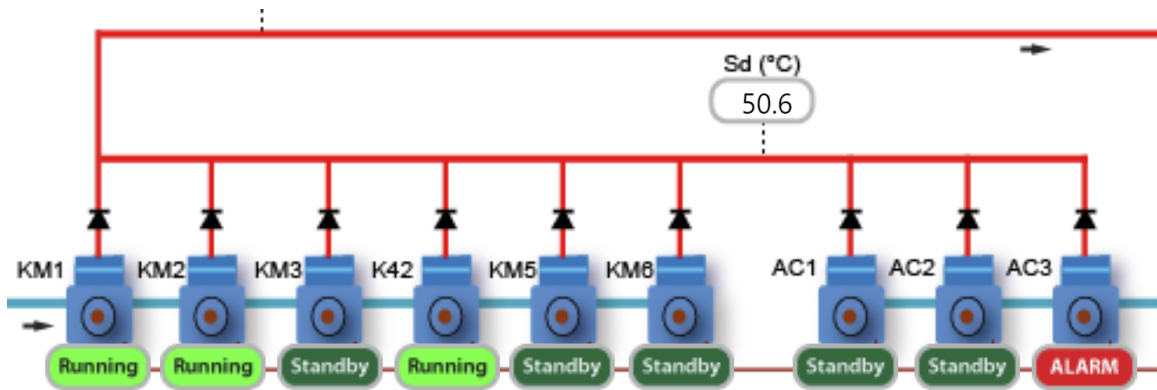 Sd (°C)
50.6
KM1 KM2 KM3 K42 KM5 KM6 AC1 AC2 AC3
Running Running Standby Running Standby Standby Standby Standby ALARM